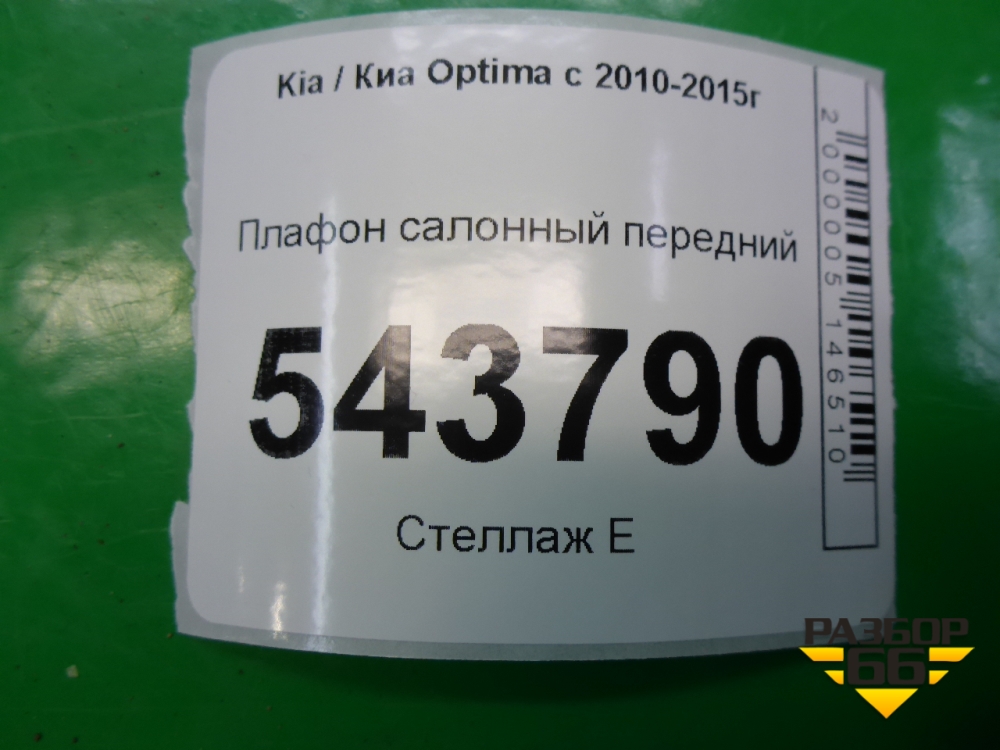 Kia / Киа Optima с 2010-2015г
Плафон салонный передний
543790
Стеллаж Е
2000005146510
РАЗБОР
66